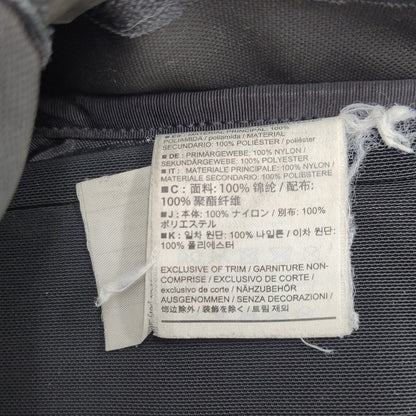 ■ ES: MATERIAL PRINCIPAL: 100%
POLIAMIDA / poliamida / MATERIAL
SECUNDARIO: 100% POLIESTER / poliéster
■ DE : PRIMÄRGEWEBE: 100% NYLON /
SEKUNDÄRGEWEBE: 100% POLYESTER
■ IT : MATERIALE PRINCIPALE: 100% NYLON
/ MATERIALE SECONDARIO: 100% POLIESTERE
■ C : 面料: 100% 锦纶 / 配布:
100% 聚酯纤维
■ J : 本体: 100% ナイロン / 別布: 100%
ポリエステル
■ K : 일차 원단: 100% 나일론 / 이차 원단:
100% 폴리에스터
EXCLUSIVE OF TRIM / GARNITURE NON-
COMPRISE / EXCLUSIVO DE CORTE /
EXCLUSIVO DE CORTE / NÄHZUBEHÖR
AUSGENOMMEN / SENZA DECORAZIONI /
饰边除外 / 装飾を除く / 트림 제외